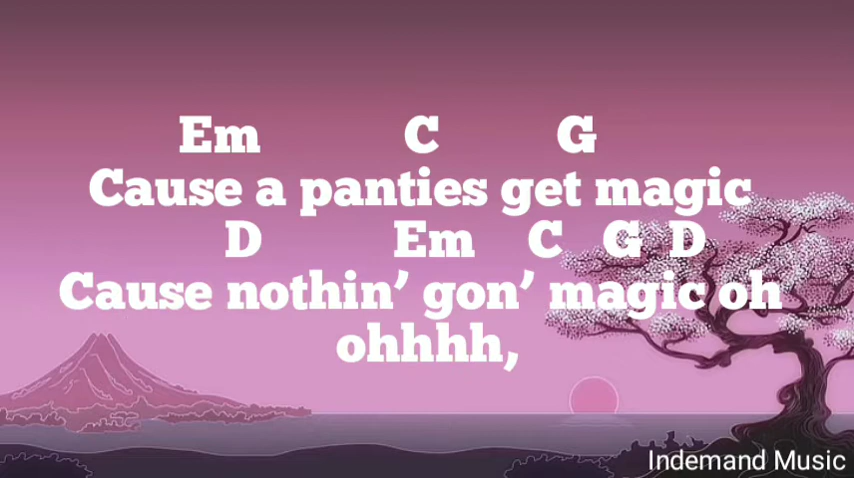 Em C G
Cause a panties get magic
D Em C G D
Cause nothin’ gon’ magic oh
ohhhh,
Indemand Music